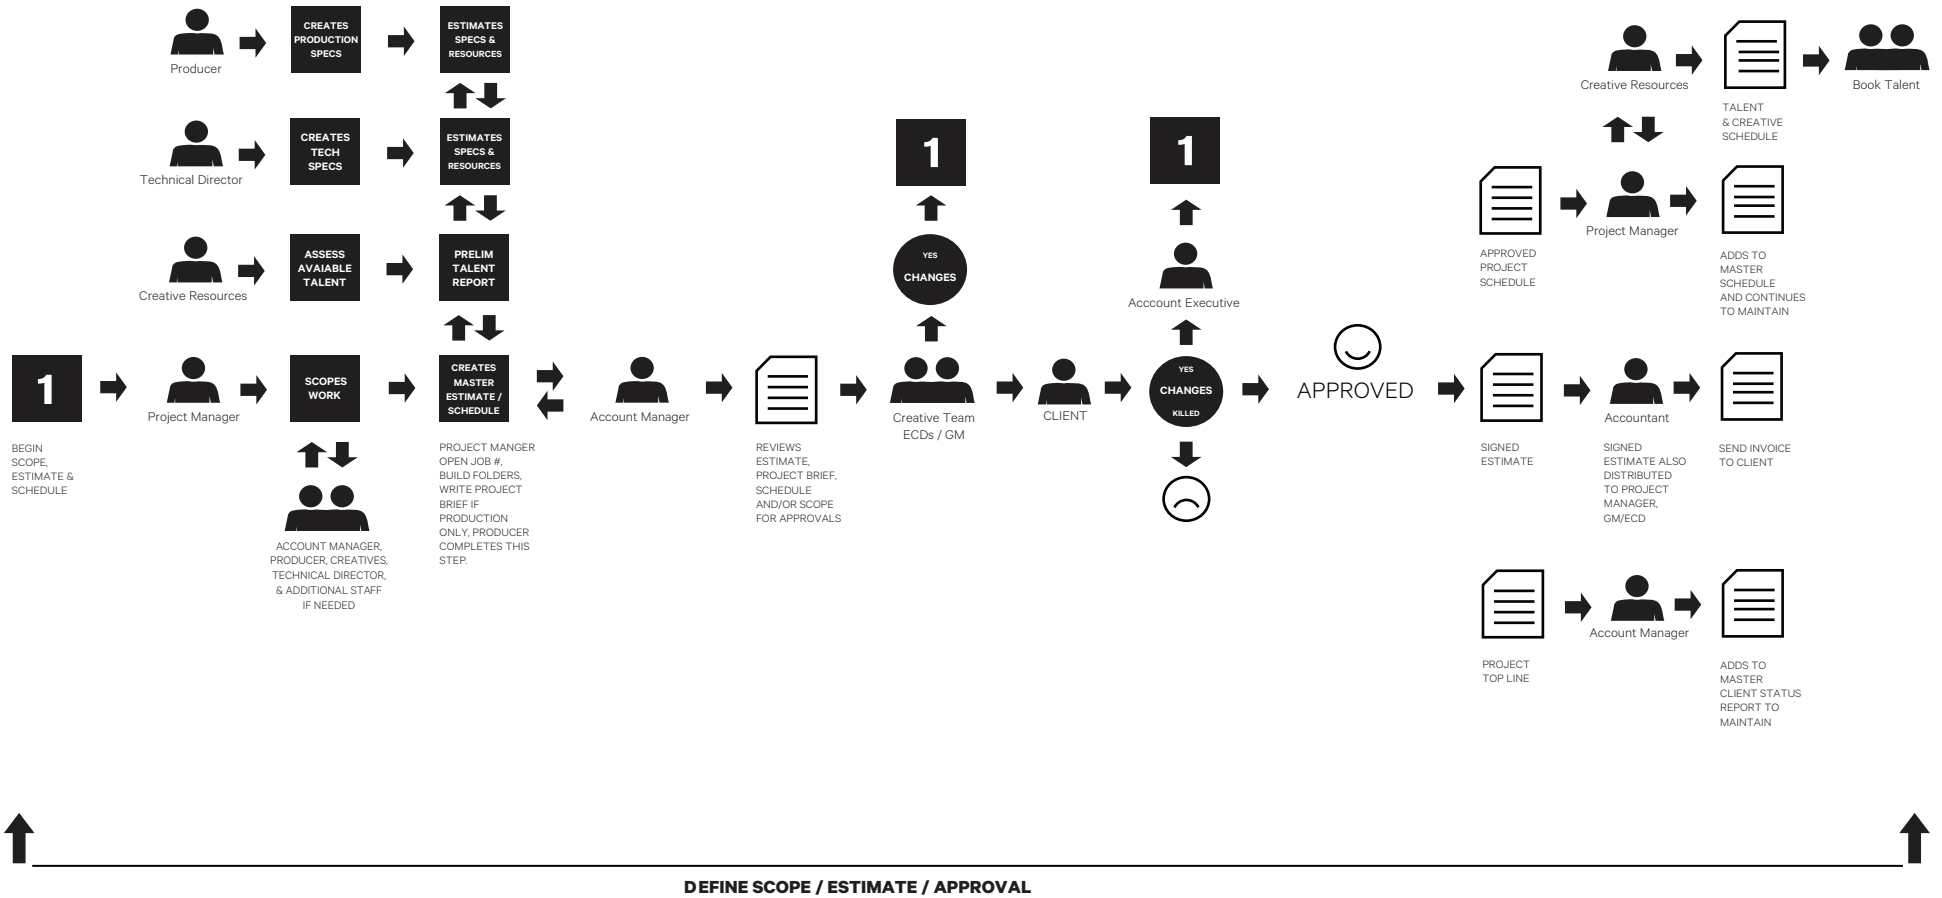 Producer
CREATES
PRODUCTION
SPECS
ESTIMATES
SPECS &
RESOURCES
Technical Director
CREATES
TECH
SPECS
ESTIMATES
SPECS &
RESOURCES
Creative Resources
ASSESS
AVAIABLE
TALENT
PRELIM
TALENT
REPORT
1
BEGIN
SCOPE,
ESTIMATE &
SCHEDULE
Project Manager
SCOPES
WORK
ACCOUNT MANAGER,
PRODUCER, CREATIVES,
TECHNICAL DIRECTOR,
& ADDITIONAL STAFF
IF NEEDED
CREATES
MASTER
ESTIMATE /
SCHEDULE
PROJECT MANGER
OPEN JOB #,
BUILD FOLDERS,
WRITE PROJECT
BRIEF IF
PRODUCTION
ONLY, PRODUCER
COMPLETES THIS
STEP.
Account Manager
REVIEWS
ESTIMATE,
PROJECT BRIEF,
SCHEDULE
AND/OR SCOPE
FOR APPROVALS
1
YES
CHANGES
Creative Team
ECDs / GM
CLIENT
1
Acccount Executive
YES
CHANGES
KILLED
APPROVED
Creative Resources
TALENT
& CREATIVE
SCHEDULE
Book Talent
APPROVED
PROJECT
SCHEDULE
Project Manager
ADDS TO
MASTER
SCHEDULE
AND CONTINUES
TO MAINTAIN
SIGNED
ESTIMATE
Accountant
SIGNED
ESTIMATE ALSO
DISTRIBUTED
TO PROJECT
MANAGER,
GM/ECD
SEND INVOICE
TO CLIENT
PROJECT
TOP LINE
Account Manager
ADDS TO
MASTER
CLIENT STATUS
REPORT TO
MAINTAIN
DEFINE SCOPE / ESTIMATE / APPROVAL